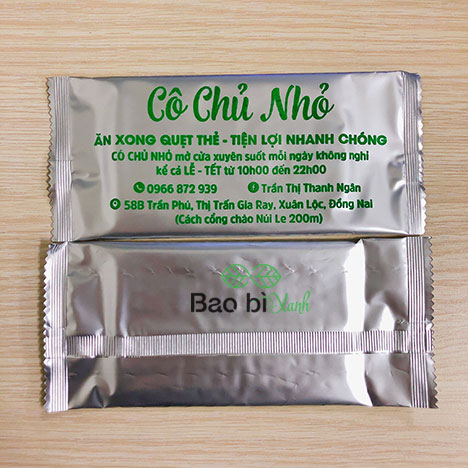 Cô Chủ Nhỏ
ĂN XONG QUẸT THẺ - TIỆN LỢI NHANH CHÓNG
CÔ CHỦ NHỎ mở cửa xuyên suốt mỗi ngày không nghỉ
kể cả LỄ - TẾT từ 10h00 đến 22h00
0966 872 939 Trần Thị Thanh Ngân
58B Trần Phú, Thị Trấn Gia Ray, Xuân Lộc, Đồng Nai
(Cách cổng chào Núi Le 200m)
Bao bì Xanh